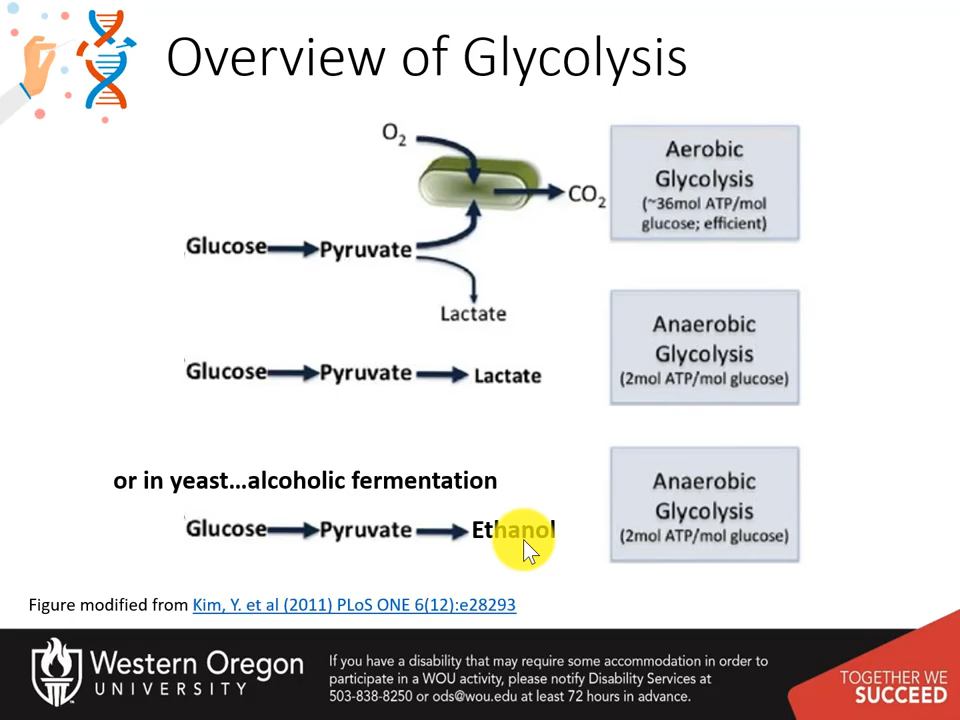 Overview of Glycolysis
O2
CO2
Glucose Pyruvate
Lactate
Aerobic
Glycolysis
(~36mol ATP/mol
glucose; efficient)
Glucose Pyruvate Lactate
Anaerobic
Glycolysis
(2mol ATP/mol glucose)
or in yeast...alcoholic fermentation
Glucose Pyruvate Ethanol
Anaerobic
Glycolysis
(2mol ATP/mol glucose)
Figure modified from Kim, Y. et al (2011) PLoS ONE 6(12):e28293
Western Oregon
UNIVERSITY
If you have a disability that may require some accommodation in order to
participate in a WOU activity, please notify Disability Services at
503-838-8250 or ods@wou.edu at least 72 hours in advance.
TOGETHER WE
SUCCEED